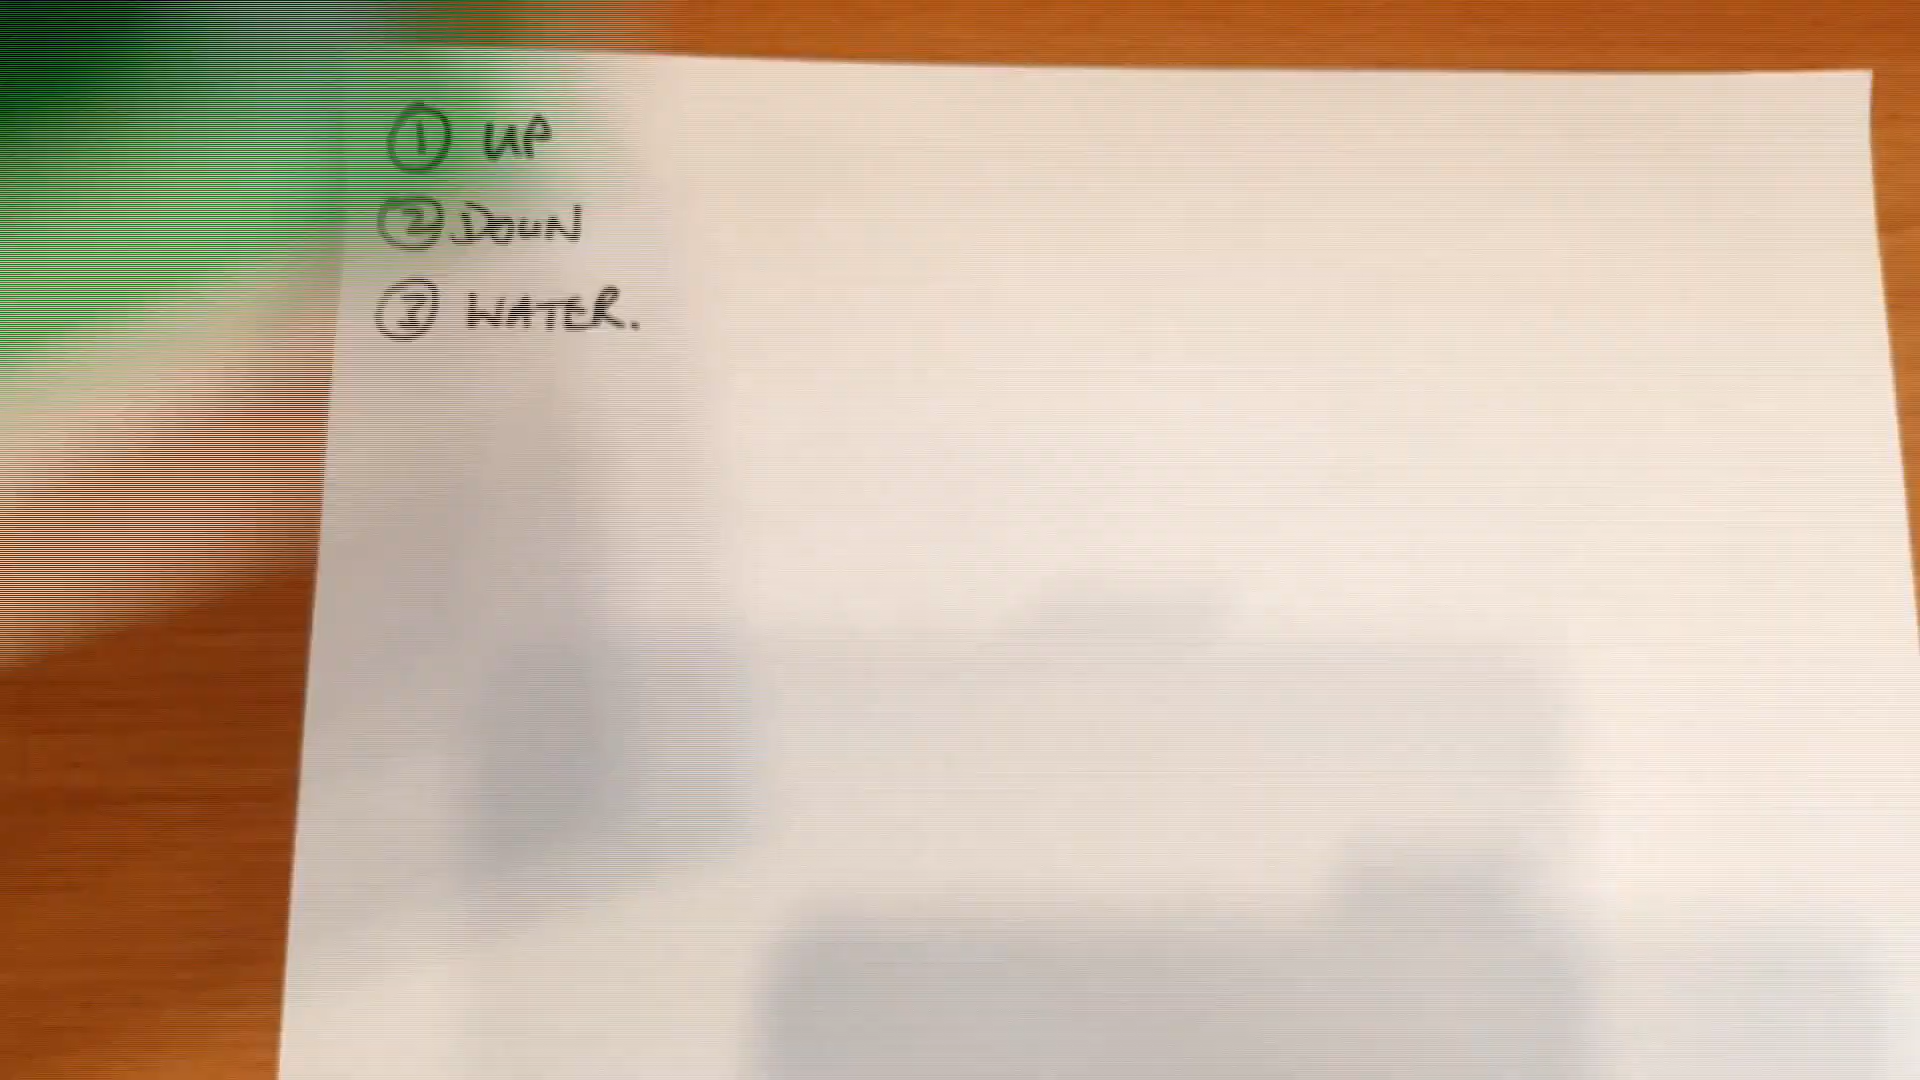 ① UP
② DOWN
③ WATER.